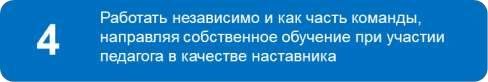 4
Работать независимо и как часть команды,
направляя собственное обучение при участии
педагога в качестве наставника